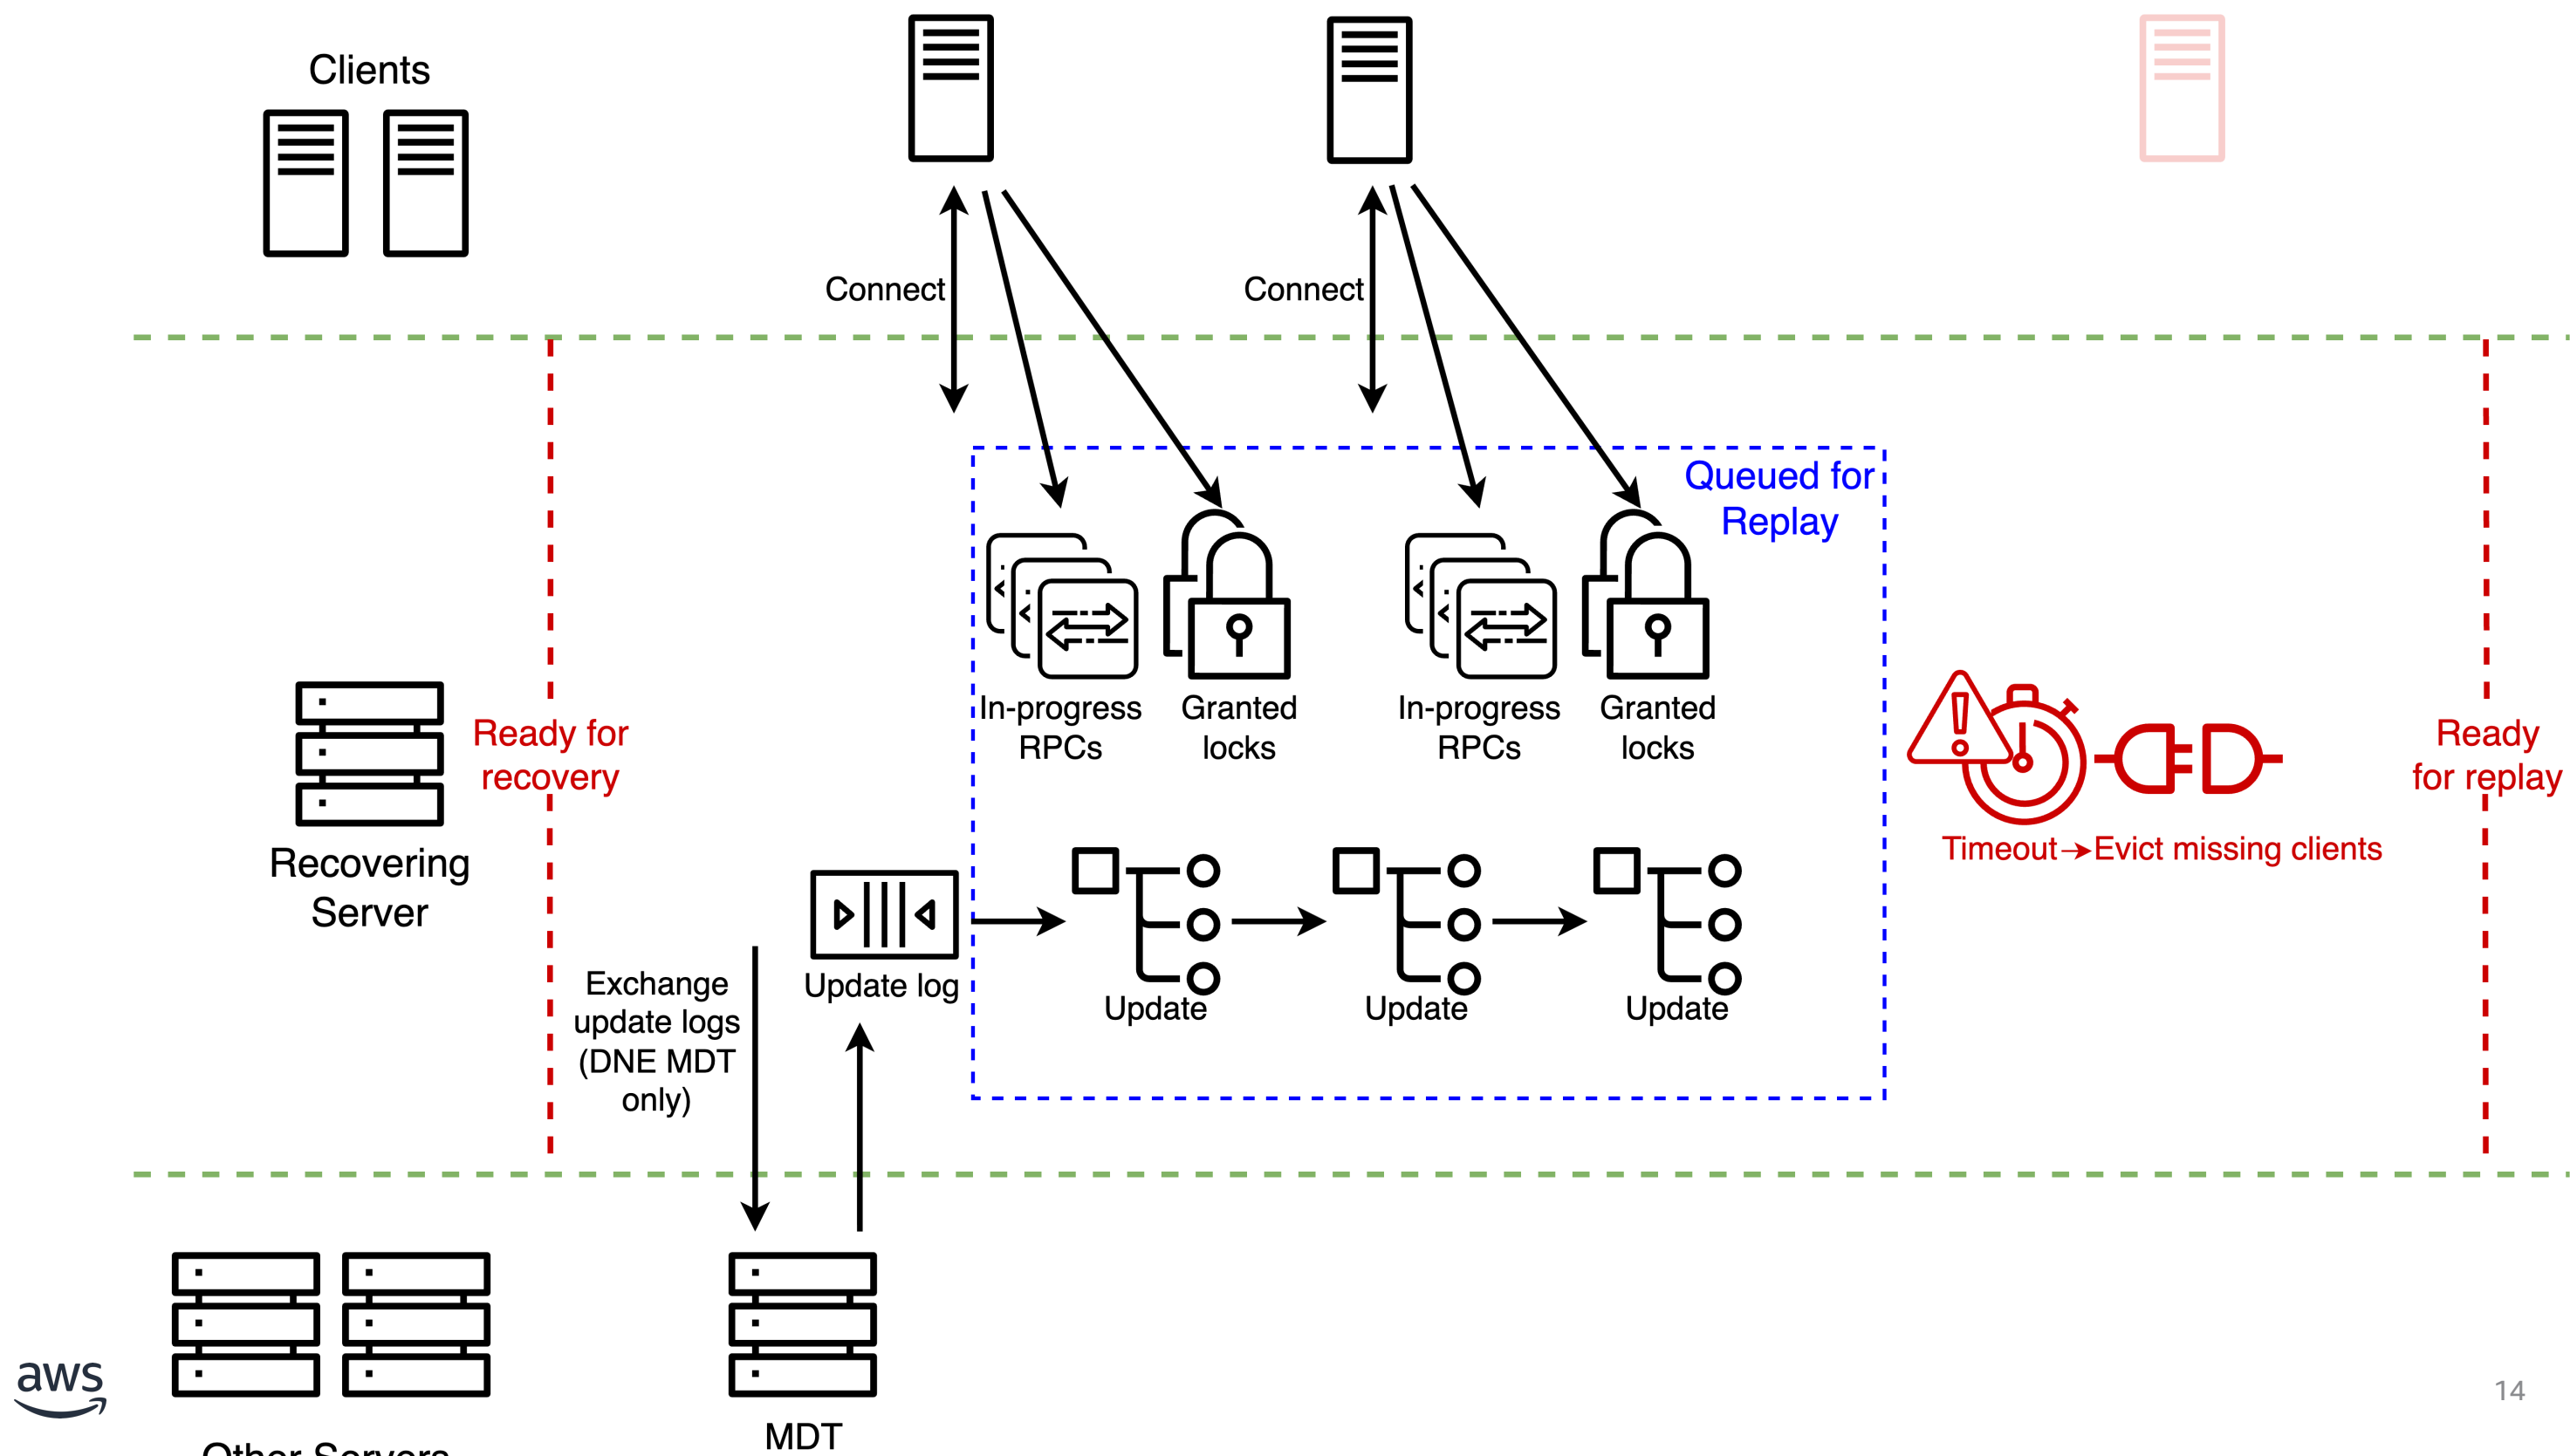 Clients
Connect
Connect
Queued for
Replay
In-progress
RPCs
Granted
locks
In-progress
RPCs
Granted
locks
Ready for
recovery
Ready
for replay
Timeout→Evict missing clients
Recovering
Server
Exchange
update logs
(DNE MDT
only)
Update log
Update
Update
Update
aws
Other Servers
MDT
14